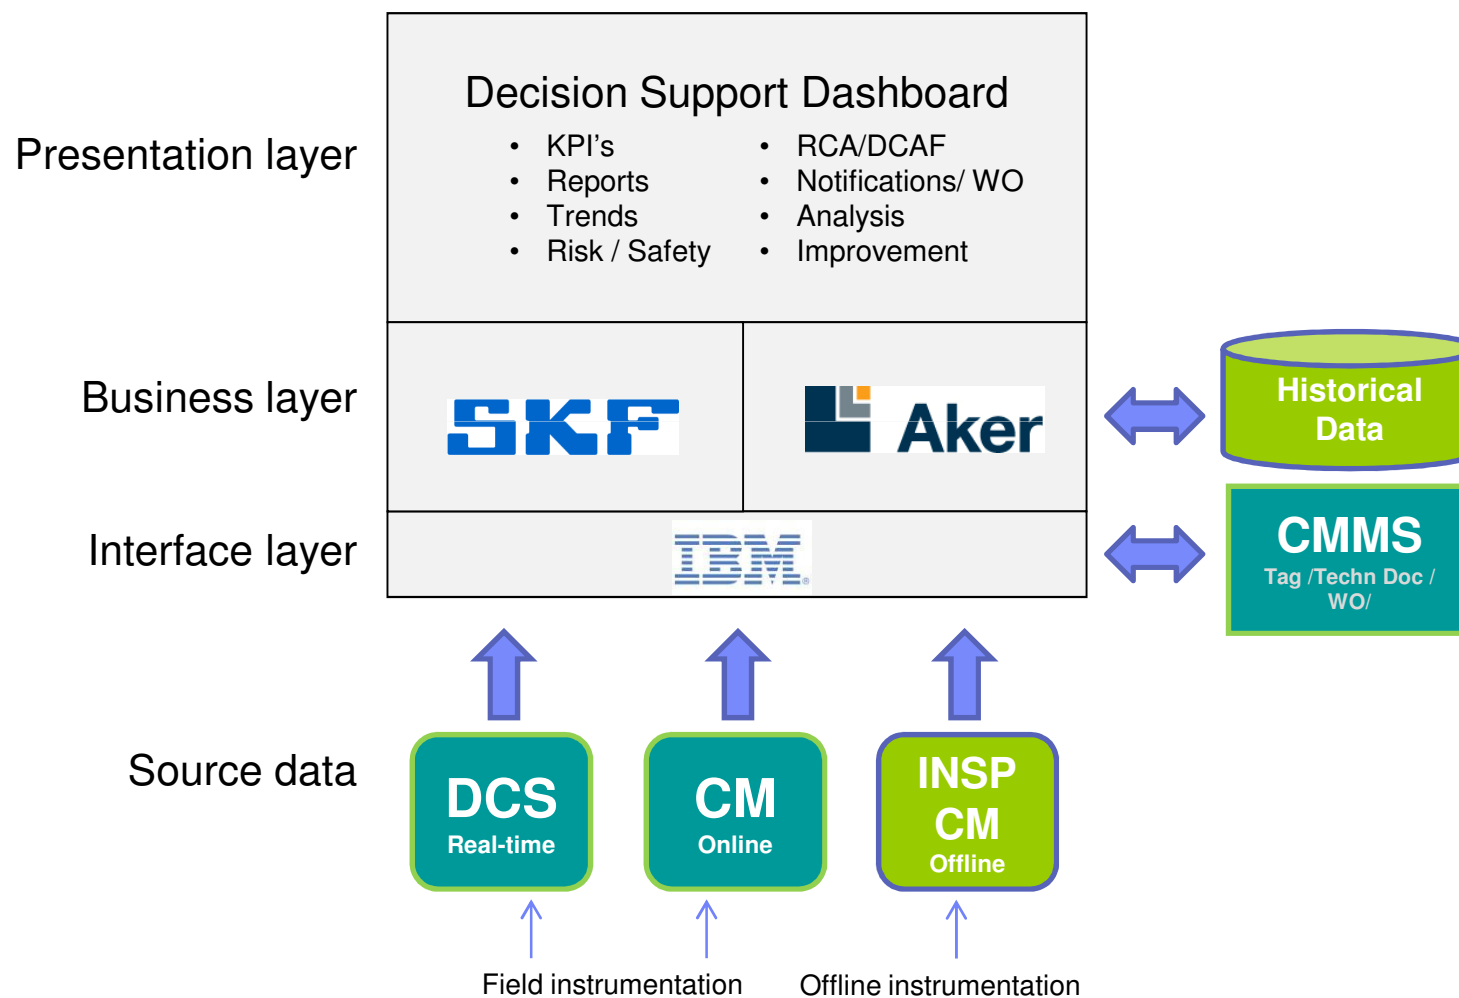 Decision Support Dashboard
Presentation layer
• KPI's
• Reports
• Trends
• Risk / Safety
• RCA/DCAF
• Notifications/ WO
• Analysis
• Improvement
Business layer
SKF
Aker
Historical
Data
Interface layer
IBM®
CMMS
Tag /Techn Doc /
WO/
Source data
DCS
Real-time
CM
Online
INSP
CM
Offline
Field instrumentation
Offline instrumentation